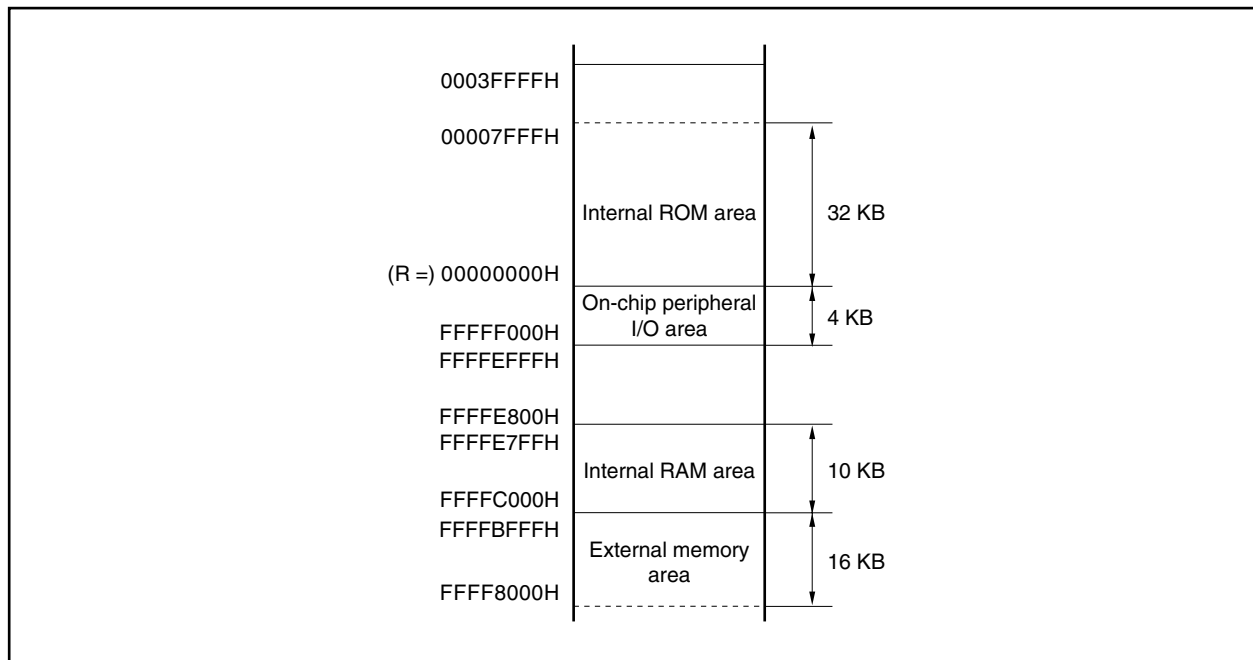 0003FFFFH
00007FFFH
Internal ROM area
32 KB
(R =) 00000000H
On-chip peripheral
I/O area
4 KB
FFFFF000H
FFFFEFFFH
FFFFE800H
FFFFE7FFH
Internal RAM area
10 KB
FFFFC000H
FFFFBFFFH
External memory
area
16 KB
FFFF8000H